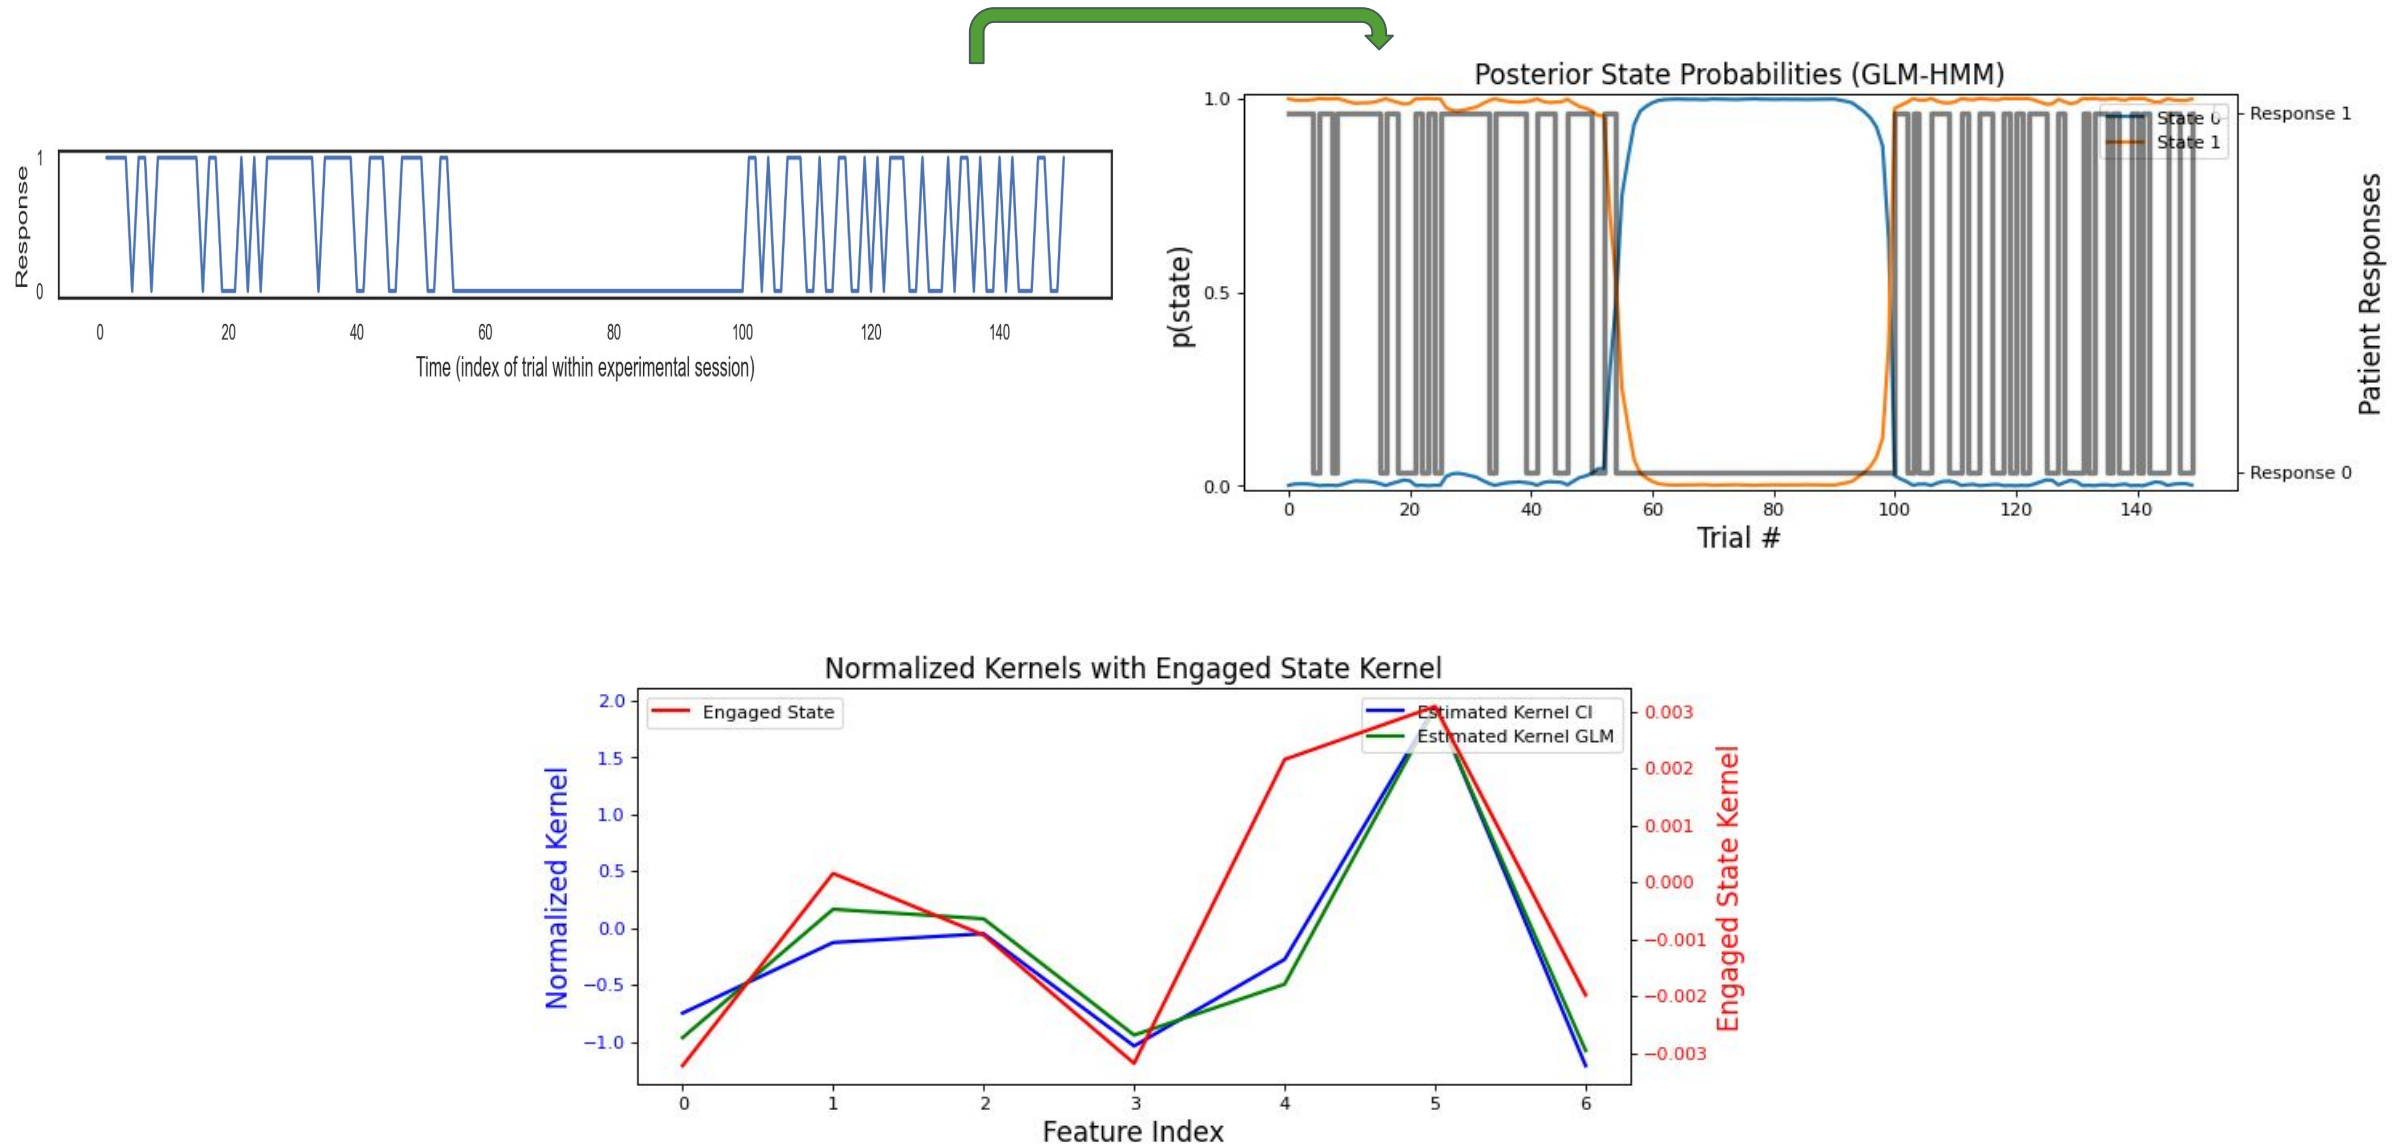 Response
1
0
0 20 40 60 80 100 120 140
Time (index of trial within experimental session)
Posterior State Probabilities (GLM-HMM)
p(state)
1.0
0.5
0.0
State 0
State 1
Response 1
Response 0
Patient Responses
0 20 40 60 80 100 120 140
Trial #
Normalized Kernels with Engaged State Kernel
Normalized Kernel
2.0
1.5
1.0
0.5
0.0
−0.5
−1.0
Engaged State
Estimated Kernel CI
Estimated Kernel GLM
0.003
0.002
0.001
0.000
−0.001
−0.002
−0.003
Engaged State Kernel
0 1 2 3 4 5 6
Feature Index